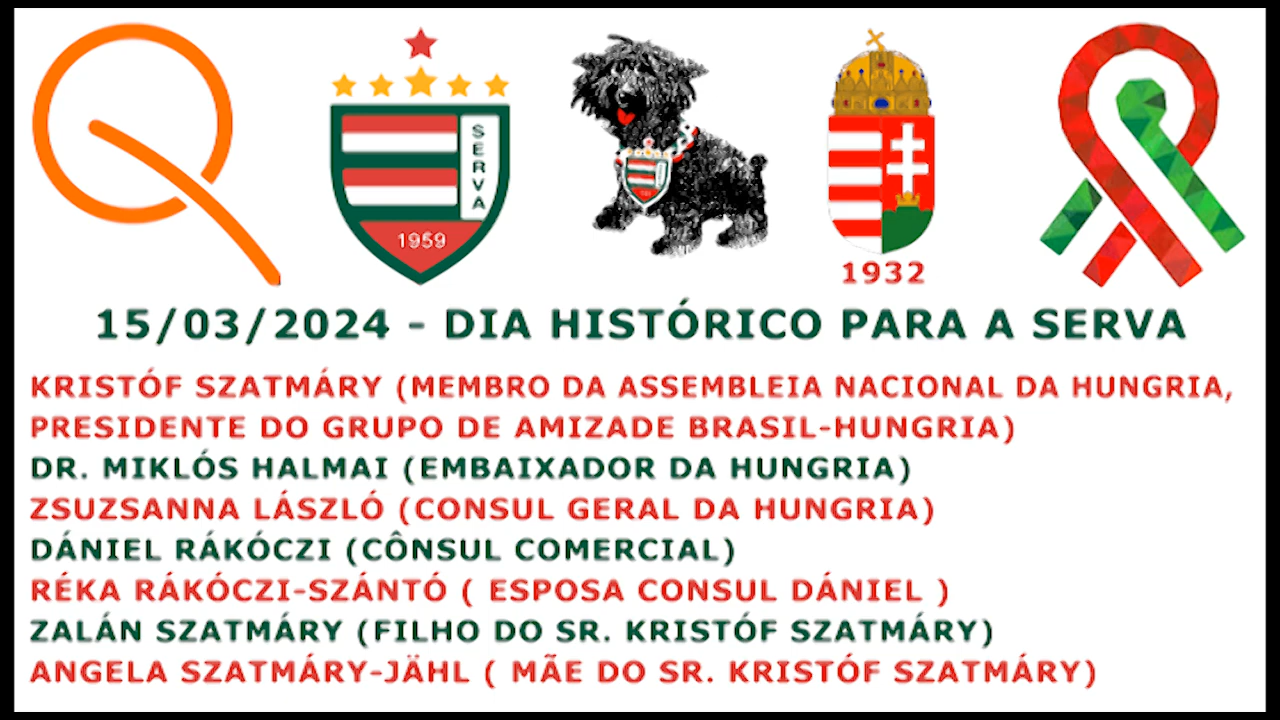 SERVA
1959
1932
15/03/2024 - DIA HISTÓRICO PARA A SERVA
KRISTÓF SZATMÁRY (MEMBRO DA ASSEMBLEIA NACIONAL DA HUNGRIA,
PRESIDENTE DO GRUPO DE AMIZADE BRASIL-HUNGRIA)
DR. MIKLÓS HALMAI (EMBAIXADOR DA HUNGRIA)
ZSUZSANNA LÁSZLÓ (CONSUL GERAL DA HUNGRIA)
DÁNIEL RÁKÓCZI (CÔNSUL COMERCIAL)
RÉKA RÁKÓCZI-SZÁNTÓ ( ESPOSA CONSUL DÁNIEL )
ZALÁN SZATMÁRY (FILHO DO SR. KRISTÓF SZATMÁRY)
ANGELA SZATMÁRY-JÄHL ( MÃE DO SR. KRISTÓF SZATMÁRY)